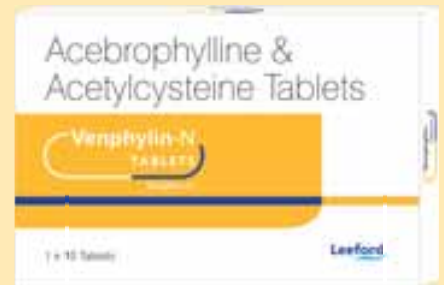 Acebrophylline &
Acetylcysteine Tablets
Venphylin-N
TABLETS
1 x 10 Tablets
Leeford